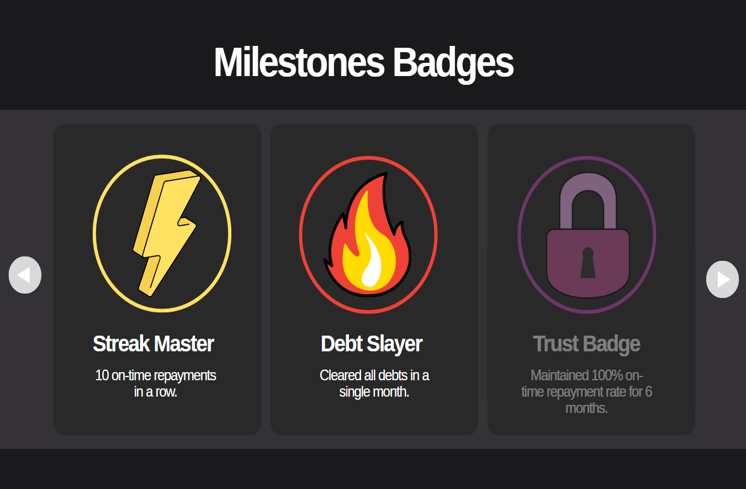 Milestones Badges
Streak Master
10 on-time repayments
in a row.
Debt Slayer
Cleared all debts in a
single month.
Trust Badge
Maintained 100% on-
time repayment rate for 6
months.